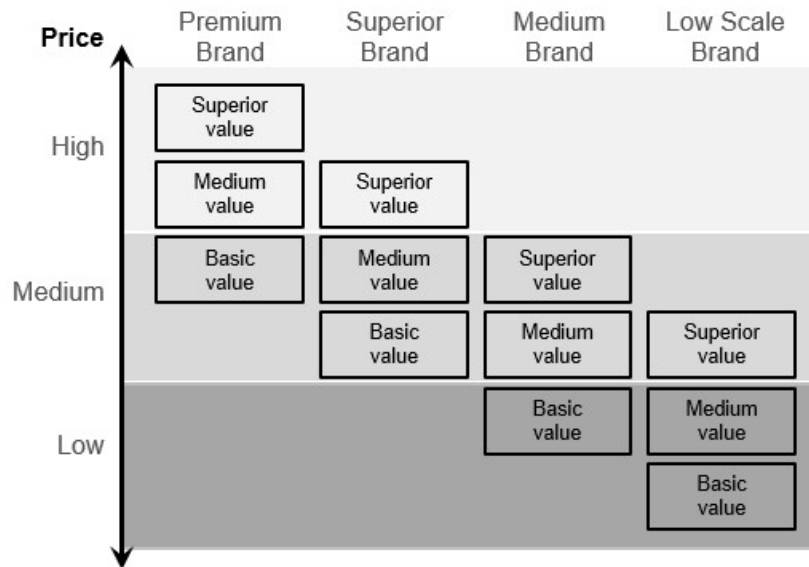 Price
Premium
Brand
Superior
Brand
Medium
Brand
Low Scale
Brand
High
Superior
value
Medium
value
Superior
value
Medium
Basic
value
Medium
value
Superior
value
Basic
value
Medium
value
Superior
value
Low
Basic
value
Medium
value
Basic
value